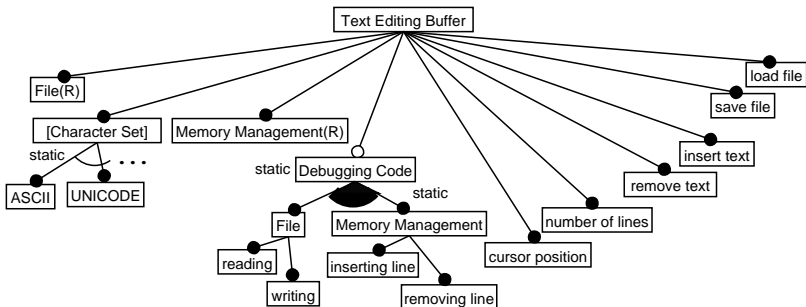 Text Editing Buffer
load file
File(R)
save file
[Character Set]
Memory Management(R)
insert text
static
. . .
static
Debugging Code
remove text
ASCII
UNICODE
static
File
Memory Management
number of lines
reading
inserting line
cursor position
writing
removing line